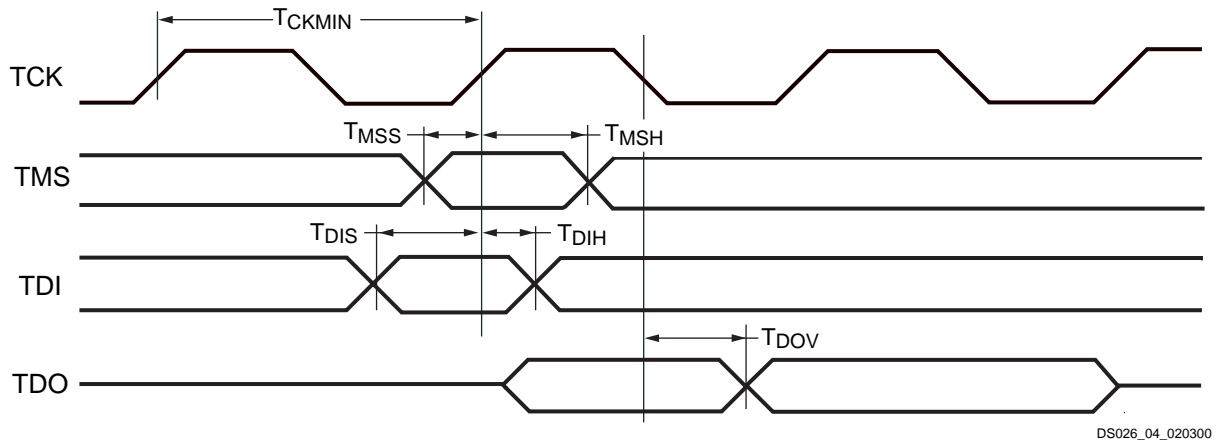 TCKMIN
TCK
TMSS
TMSH
TMS
TDIS
TDIH
TDI
TDOV
TDO
DS026_04_020300